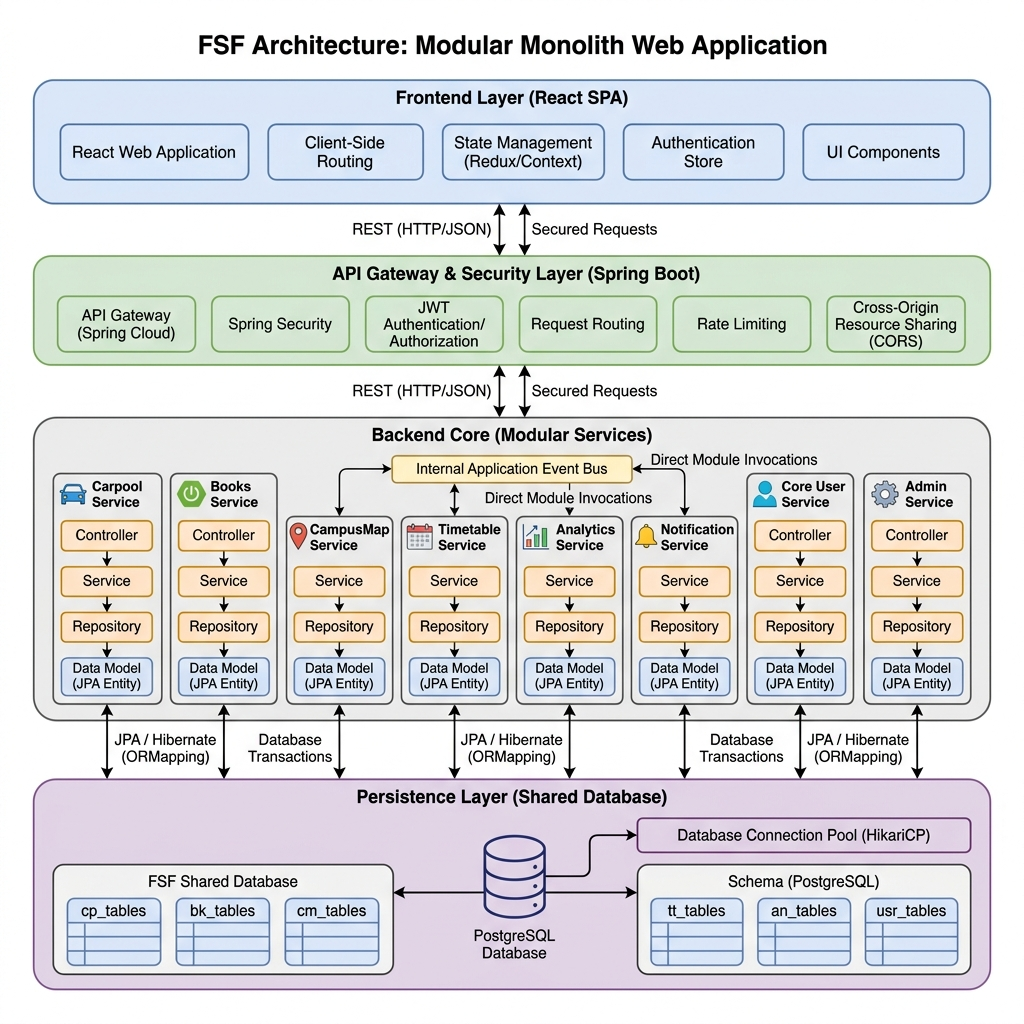 FSF Architecture: Modular Monolith Web Application
Frontend Layer (React SPA)
React Web Application
Client-Side
Routing
State Management
(Redux/Context)
Authentication
Store
UI Components
REST (HTTP/JSON)
Secured Requests
API Gateway & Security Layer (Spring Boot)
API Gateway
(Spring Cloud)
Spring Security
JWT
Authentication/
Authorization
Request Routing
Rate Limiting
Cross-Origin
Resource Sharing
(CORS)
REST (HTTP/JSON)
Secured Requests
Backend Core (Modular Services)
Internal Application Event Bus
Direct Module Invocations
Direct Module Invocations
Carpool
Service
Controller
Service
Repository
Data Model
(JPA Entity)
Books
Service
Controller
Service
Repository
Data Model
(JPA Entity)
CampusMap
Service
Service
Repository
Data Model
(JPA Entity)
Timetable
Service
Service
Repository
Data Model
(JPA Entity)
Analytics
Service
Service
Repository
Data Model
(JPA Entity)
Notification
Service
Service
Repository
Data Model
(JPA Entity)
Core User
Service
Controller
Service
Repository
Data Model
(JPA Entity)
Admin
Service
Controller
Service
Repository
Data Model
(JPA Entity)
JPA / Hibernate
(ORMapping)
Database
Transactions
JPA / Hibernate
(ORMapping)
Database
Transactions
JPA / Hibernate
(ORMapping)
Persistence Layer (Shared Database)
Database Connection Pool (HikariCP)
FSF Shared Database
cp_tables
bk_tables
cm_tables
PostgreSQL
Database
Schema (PostgreSQL)
tt_tables
an_tables
usr_tables